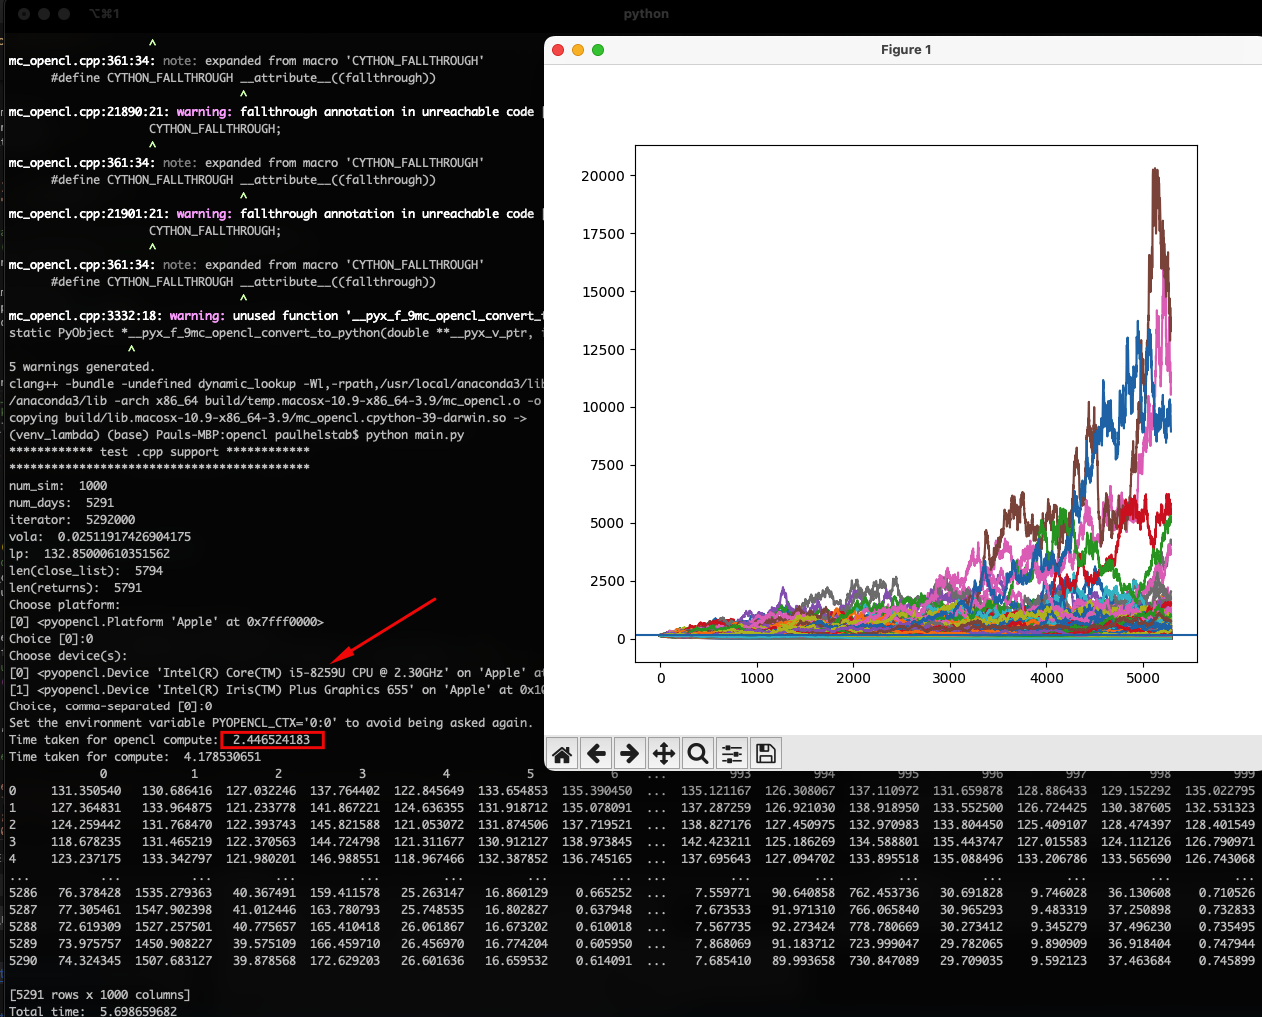 ⌥⌘1
python
^
mc_opencl.cpp:361:34: note: expanded from macro 'CYTHON_FALLTHROUGH'
#define CYTHON_FALLTHROUGH __attribute__((fallthrough))
^
mc_opencl.cpp:21890:21: warning: fallthrough annotation in unreachable code [
CYTHON_FALLTHROUGH;
^
mc_opencl.cpp:361:34: note: expanded from macro 'CYTHON_FALLTHROUGH'
#define CYTHON_FALLTHROUGH __attribute__((fallthrough))
^
mc_opencl.cpp:21901:21: warning: fallthrough annotation in unreachable code [
CYTHON_FALLTHROUGH;
^
mc_opencl.cpp:361:34: note: expanded from macro 'CYTHON_FALLTHROUGH'
#define CYTHON_FALLTHROUGH __attribute__((fallthrough))
^
mc_opencl.cpp:3332:18: warning: unused function '__pyx_f_9mc_opencl_convert_t
static PyObject *__pyx_f_9mc_opencl_convert_to_python(double **__pyx_v_ptr,
^
5 warnings generated.
clang++ -bundle -undefined dynamic_lookup -Wl,-rpath,/usr/local/anaconda3/lib
/anaconda3/lib -arch x86_64 build/temp.macosx-10.9-x86_64-3.9/mc_opencl.o -o
copying build/lib.macosx-10.9-x86_64-3.9/mc_opencl.cpython-39-darwin.so ->
(venv_lambda) (base) Pauls-MBP:opencl paulhelstab$ python main.py
************ test .cpp support ************
*******************************************
num_sim:  1000
num_days:  5291
iterator:  5292000
vola:  0.02511917426904175
lp:  132.85000610351562
len(close_list):  5794
len(returns):  5791
Choose platform:
[0] <pyopencl.Platform 'Apple' at 0x7fff0000>
Choice [0]:0
Choose device(s):
[0] <pyopencl.Device 'Intel(R) Core(TM) i5-8259U CPU @ 2.30GHz' on 'Apple' at
[1] <pyopencl.Device 'Intel(R) Iris(TM) Plus Graphics 655' on 'Apple' at 0x10
Choice, comma-separated [0]:0
Set the environment variable PYOPENCL_CTX='0:0' to avoid being asked again.
Time taken for opencl compute:  2.446524183
Time taken for compute:  4.178530651
0 1 2 3 4 5 6 ... 993 994 995 996 997 998 999
0 131.350540 130.686416 127.032246 137.764402 122.845649 133.654853 135.390450 ... 135.121167 126.308067 137.110972 131.659878 128.886433 129.152292 135.022795
1 127.364831 133.964875 121.233778 141.867221 124.636355 131.918712 135.078091 ... 137.287259 126.921030 138.918950 133.552500 126.724425 130.387605 132.531323
2 124.259442 131.768470 122.393743 145.821588 121.053072 131.874506 137.719521 ... 138.827176 127.450975 132.970983 133.804450 125.409107 128.474397 128.401549
3 118.678235 131.465219 122.370563 144.724798 121.311677 130.912127 138.973845 ... 142.423211 125.186269 134.588801 135.443747 127.015583 124.112126 126.790971
4 123.237175 133.342797 121.980201 146.988551 118.967466 132.387852 136.745165 ... 137.695643 127.094702 133.895518 135.088496 133.206786 133.565690 126.743068
... ... ... ... ... ... ... ... ... ... ... ... ... ... ... ...
5286 76.378428 1535.279363 40.367491 159.411578 25.263147 16.860129 0.665252 ... 7.559771 90.640858 762.453736 30.691828 9.746028 36.130608 0.710526
5287 77.305461 1547.902398 41.012446 163.780793 25.748535 16.802827 0.637948 ... 7.673533 91.971310 766.065840 30.965293 9.483319 37.250898 0.732833
5288 72.619309 1527.257501 40.775657 165.410418 26.061867 16.673202 0.610018 ... 7.567735 92.273424 778.780669 30.273412 9.345279 37.496230 0.735495
5289 73.975757 1450.908227 39.575109 166.459710 26.456970 16.774204 0.605950 ... 7.868069 91.183712 723.999047 29.782065 9.890909 36.918404 0.747944
5290 74.324345 1507.683127 39.878568 172.629203 26.601636 16.659532 0.614091 ... 7.685410 89.993658 730.847089 29.709035 9.592123 37.463684 0.745899
[5291 rows x 1000 columns]
Total time:  5.698659682
Figure 1
20000
17500
15000
12500
10000
7500
5000
2500
0
0 1000 2000 3000 4000 5000